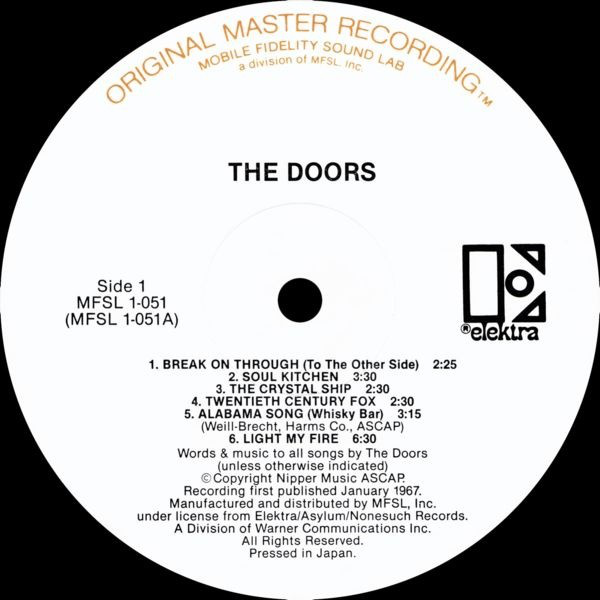 ORIGINAL MASTER RECORDING™
MOBILE FIDELITY SOUND LAB
a division of MFSL. Inc.
THE DOORS
Side 1
MFSL 1-051
(MFSL 1-051A)
®elektra
1. BREAK ON THROUGH (To The Other Side) 2:25
2. SOUL KITCHEN 3:30
3. THE CRYSTAL SHIP 2:30
4. TWENTIETH CENTURY FOX 2:30
5. ALABAMA SONG (Whisky Bar) 3:15
(Weill-Brecht, Harms Co., ASCAP)
6. LIGHT MY FIRE 6:30
Words & music to all songs by The Doors
(unless otherwise indicated)
© Copyright Nipper Music ASCAP.
Recording first published January 1967.
Manufactured and distributed by MFSL, Inc.
under license from Elektra/Asylum/Nonesuch Records.
A Division of Warner Communications Inc.
All Rights Reserved.
Pressed in Japan.